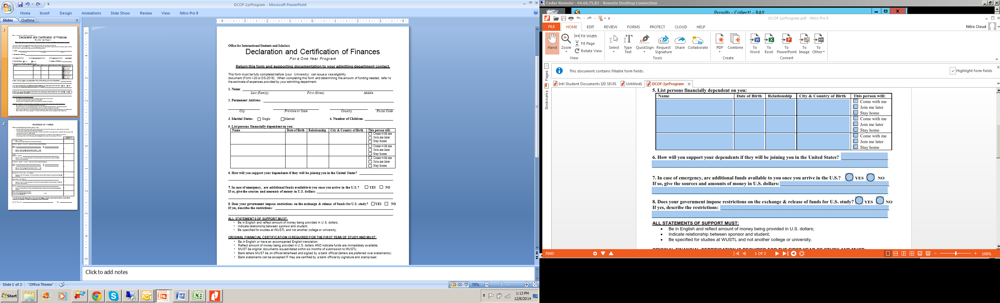 DCOF-1yrProgram - Microsoft PowerPoint
Home Insert Design Animations Slide Show Review View Nitro Pro 9
Slides Outline
1
Declaration and Certification of Finances
2
SOURCES OF FUNDS
Office for International Students and Scholars
Declaration and Certification of Finances
For a One Year Program
Return this form and supporting documentation to your admitting department contact.
This form must be fully completed before (your University) can issue a visa eligibility
document (Form I-20 or DS-2019). When completing this form and determining the amount of funding needed, refer to
the estimate of expenses provided by your admitting department.
1. Name:
Last (Family) First (Given) Middle
2. Permanent Address:
City Province or State Country Postal Code
3. Marital Status: Single Married 4. Number of Children:
5. List persons financially dependent on you:
Name Date of Birth Relationship City & Country of Birth This person will:
Come with me
Join me later
Stay home
Come with me
Join me later
Stay home
Come with me
Join me later
Stay home
6. How will you support your dependents if they will be joining you in the United States?
7. In case of emergency, are additional funds available to you once you arrive in the U.S.? YES NO
If so, give the sources and amounts of money in U.S. dollars:
8. Does your government impose restrictions on the exchange & release of funds for U.S. study? YES NO
If yes, describe the restrictions:
ALL STATEMENTS OF SUPPORT MUST:
• Be in English and reflect amount of money being provided in U.S. dollars;
• Indicate relationship between sponsor and student;
• Be specified for studies at WUSTL and not another college or university.
ORIGINAL FINANCIAL CERTIFICATION IS REQUIRED FOR THE FIRST YEAR OF STUDY AND MUST:
• Be in English or have an accompanied English translation;
• Reflect amount of money being provided in U.S. dollars AND indicate funds are immediately available;
• MUST be original documents issued/dated within six months of submission to WUSTL;
• Bank letters MUST be on official letterhead and signed by a bank official (letters are preferred over statements);
• Bank statements can be accepted IF they are certified by a bank official by signature and stamp/seal.
Click to add notes
Slide 1 of 2 "Office Theme" 70%
Start
1:13 PM
12/8/2014
Cedar Remote - 64.60.75.83 - Remote Desktop Connection
Prosdb - Collect! - RAY
DCOF-1yrProgram.pdf - Nitro Pro 9
FILE HOME EDIT REVIEW FORMS PROTECT CLOUD HELP Nitro Cloud
Hand Zoom Fit Width
Fit Page
Rotate View
Select Type Text QuickSign Request Signature Share Collaborate PDF Combine To Word To Excel To PowerPoint To Image To Other
View Tools Create Convert
Pages
Bookmarks
This document contains fillable form fields. Highlight form fields
Intl Student Documents I20 SEVIS Untitled1 DCOF-1yrProgram
5. List persons financially dependent on you:
Name Date of Birth Relationship City & Country of Birth This person will:
Come with me
Join me later
Stay home
Come with me
Join me later
Stay home
Come with me
Join me later
Stay home
6. How will you support your dependents if they will be joining you in the United States?
7. In case of emergency, are additional funds available to you once you arrive in the U.S.? YES NO
If so, give the sources and amounts of money in U.S. dollars:
8. Does your government impose restrictions on the exchange & release of funds for U.S. study? YES NO
If yes, describe the restrictions:
ALL STATEMENTS OF SUPPORT MUST:
• Be in English and reflect amount of money being provided in U.S. dollars;
• Indicate relationship between sponsor and student;
• Be specified for studies at WUSTL and not another college or university.
ORIGINAL FINANCIAL CERTIFICATION IS REQUIRED FOR THE FIRST YEAR OF STUDY AND MUST:
FIND 1 OF 2 100%